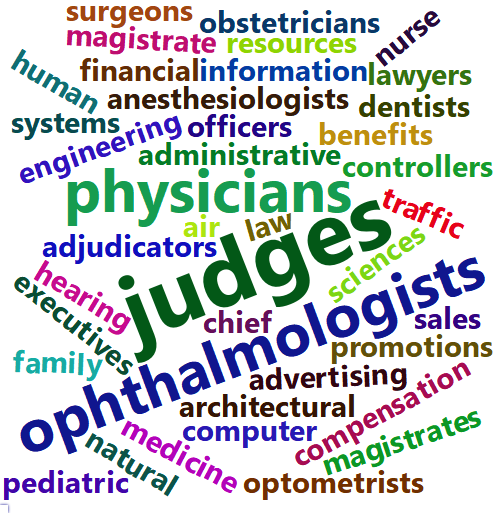 surgeons
obstetricians
nurse
magistrate
resources
human
financial
information
lawyers
anesthesiologists
dentists
systems
engineering
officers
benefits
administrative
controllers
physicians
traffic
air
law
adjudicators
judges
sciences
hearing
executives
chief
ophthalmologists
sales
promotions
family
advertising
architectural
compensation
computer
magistrates
natural
medicine
pediatric
optometrists